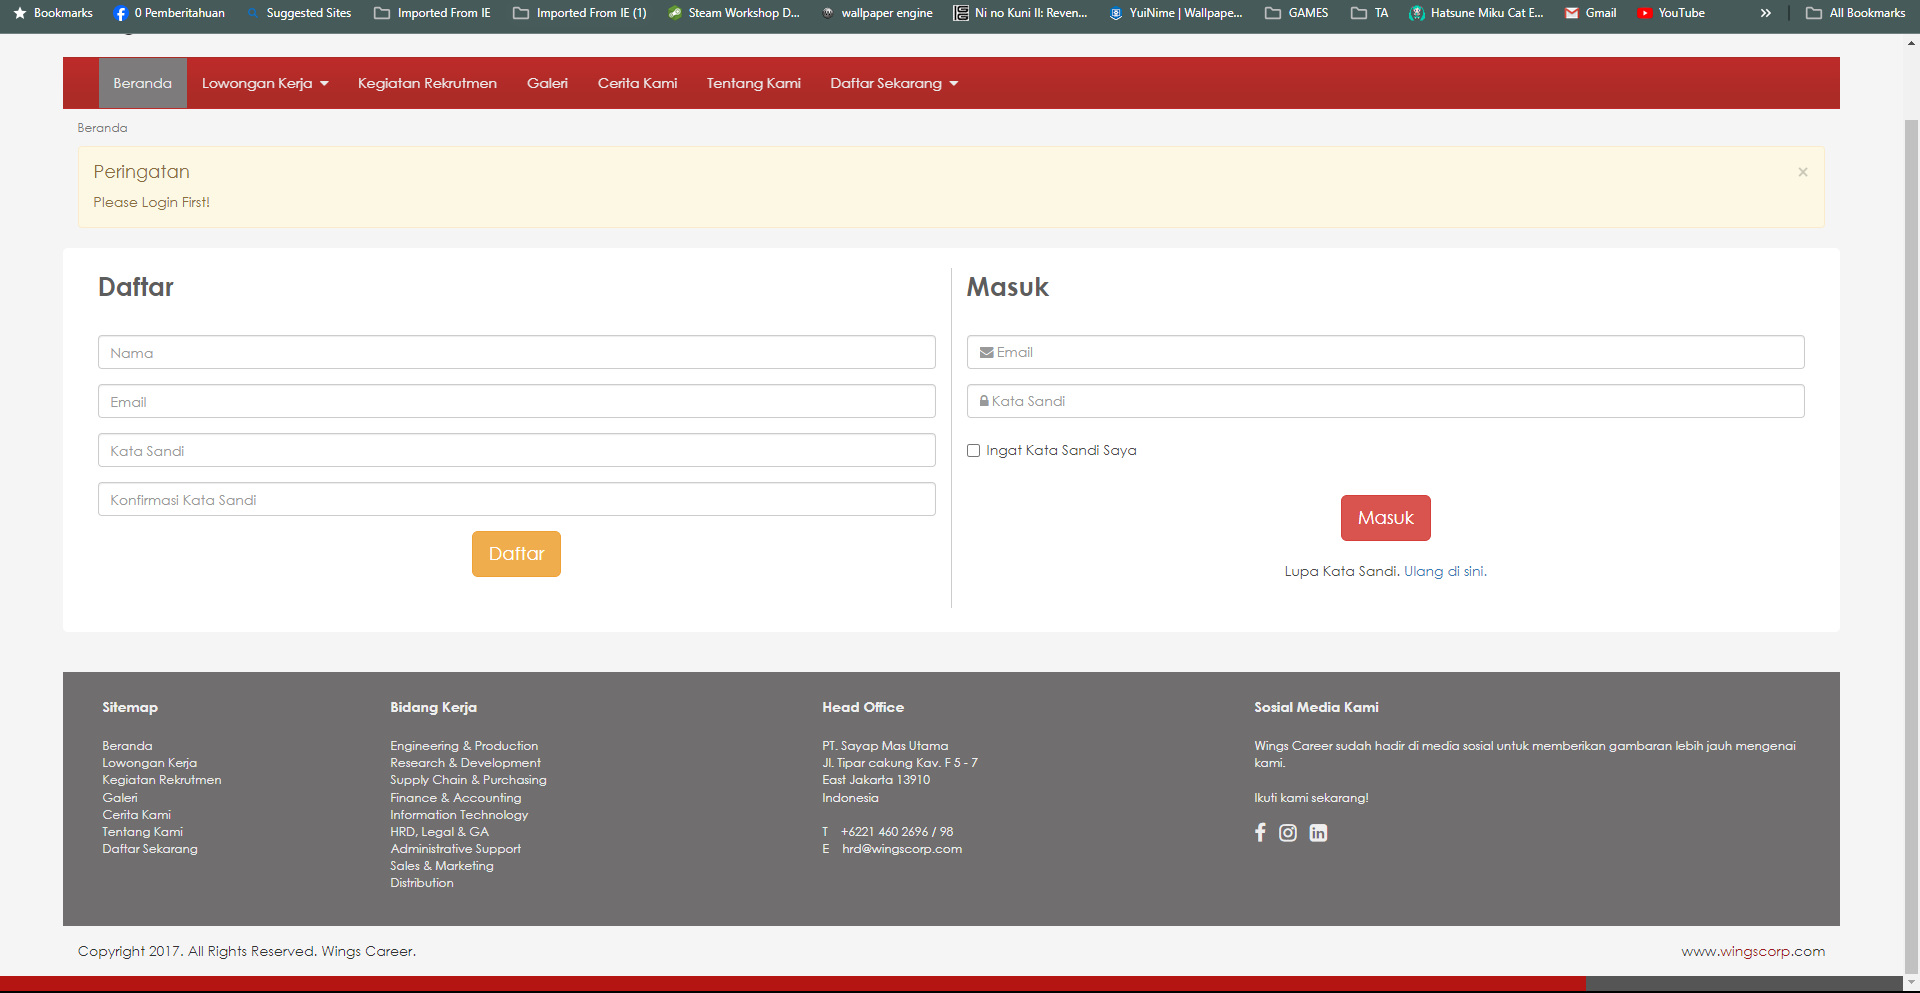 Bookmarks 0 Pemberitahuan Suggested Sites Imported From IE Imported From IE (1) Steam Workshop D... wallpaper engine Ni no Kuni II: Reven... YuiNime | Wallpape... GAMES TA Hatsune Miku Cat E... Gmail YouTube » All Bookmarks
Beranda Lowongan Kerja Kegiatan Rekrutmen Galeri Cerita Kami Tentang Kami Daftar Sekarang
Beranda
Peringatan ×
Please Login First!
Daftar
Nama
Email
Kata Sandi
Konfirmasi Kata Sandi
Daftar
Masuk
Email
Kata Sandi
Ingat Kata Sandi Saya
Masuk
Lupa Kata Sandi. Ulang di sini.
Sitemap
Beranda
Lowongan Kerja
Kegiatan Rekrutmen
Galeri
Cerita Kami
Tentang Kami
Daftar Sekarang
Bidang Kerja
Engineering & Production
Research & Development
Supply Chain & Purchasing
Finance & Accounting
Information Technology
HRD, Legal & GA
Administrative Support
Sales & Marketing
Distribution
Head Office
PT. Sayap Mas Utama
Jl. Tipar cakung Kav. F 5 - 7
East Jakarta 13910
Indonesia
T +6221 460 2696 / 98
E hrd@wingscorp.com
Sosial Media Kami
Wings Career sudah hadir di media sosial untuk memberikan gambaran lebih jauh mengenai
kami.
Ikuti kami sekarang!
Copyright 2017. All Rights Reserved. Wings Career.
www.wingscorp.com